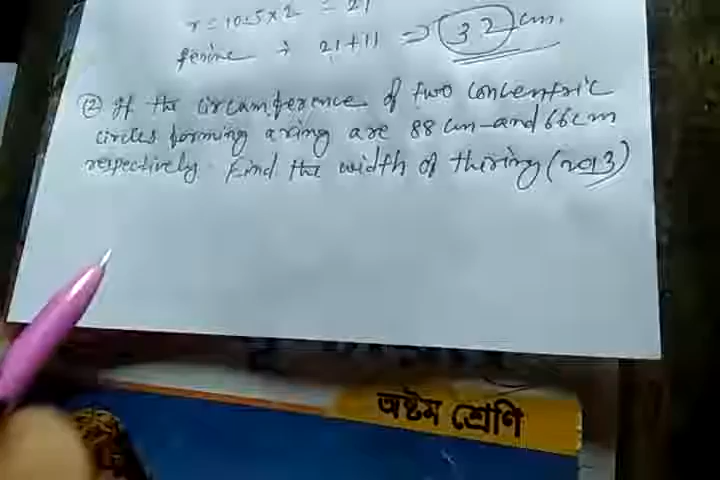 r = 10.5 × 2 = 21
21 + 11 ⇒ 32 cm.
② If the circumference of two concentric
circles forming a ring are 88 cm and 66 cm
respectively. Find the width of the ring (2013)
অষ্টম শ্রেণি